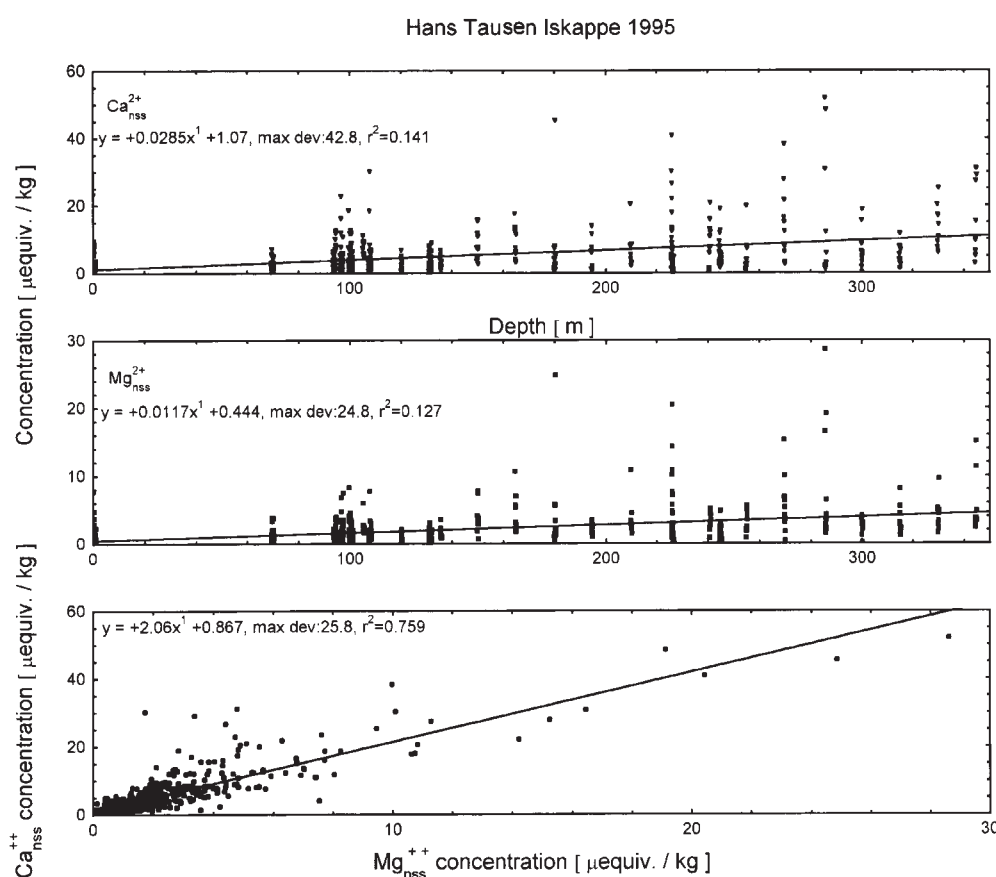 Hans Tausen Iskappe 1995
Concentration [ μequiv. / kg ]
60
40
20
0
Ca²⁺nss
y = +0.0285x¹ +1.07, max dev:42.8, r²=0.141
0 100 200 300
Depth [ m ]
30
20
10
0
Mg²⁺nss
y = +0.0117x¹ +0.444, max dev:24.8, r²=0.127
0 100 200 300
Ca⁺⁺nss concentration [ μequiv. / kg ]
60
40
20
0
y = +2.06x¹ +0.867, max dev:25.8, r²=0.759
0 10 20 30
Mg⁺⁺nss concentration [ μequiv. / kg ]